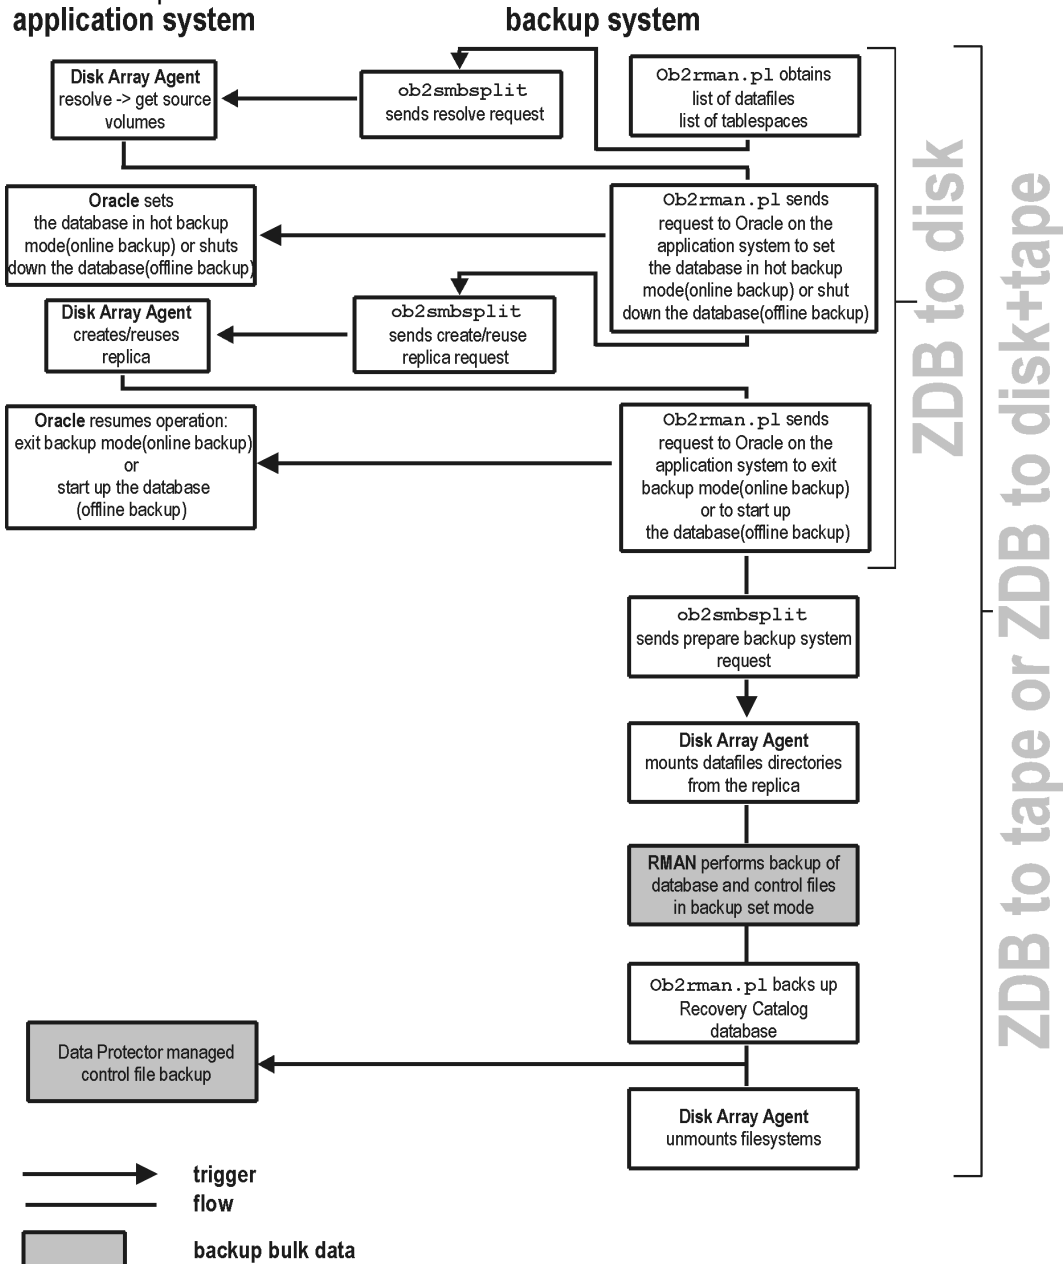 application system
backup system
Disk Array Agent
resolve -> get source
volumes
ob2smbsplit
sends resolve request
Ob2rman.pl obtains
list of datafiles
list of tablespaces
Oracle sets
the database in hot backup
mode(online backup) or shuts
down the database(offline backup)
Ob2rman.pl sends
request to Oracle on the
application system to set
the database in hot backup
mode(online backup) or shut
down the database(offline backup)
Disk Array Agent
creates/reuses
replica
ob2smbsplit
sends create/reuse
replica request
Oracle resumes operation:
exit backup mode(online backup)
or
start up the database
(offline backup)
Ob2rman.pl sends
request to Oracle on the
application system to exit
backup mode(online backup)
or to start up
the database(offline backup)
ob2smbsplit
sends prepare backup system
request
Disk Array Agent
mounts datafiles directories
from the replica
RMAN performs backup of
database and control files
in backup set mode
Ob2rman.pl backs up
Recovery Catalog
database
Data Protector managed
control file backup
Disk Array Agent
unmounts filesystems
ZDB to disk
ZDB to tape or ZDB to disk+tape
trigger
flow
backup bulk data